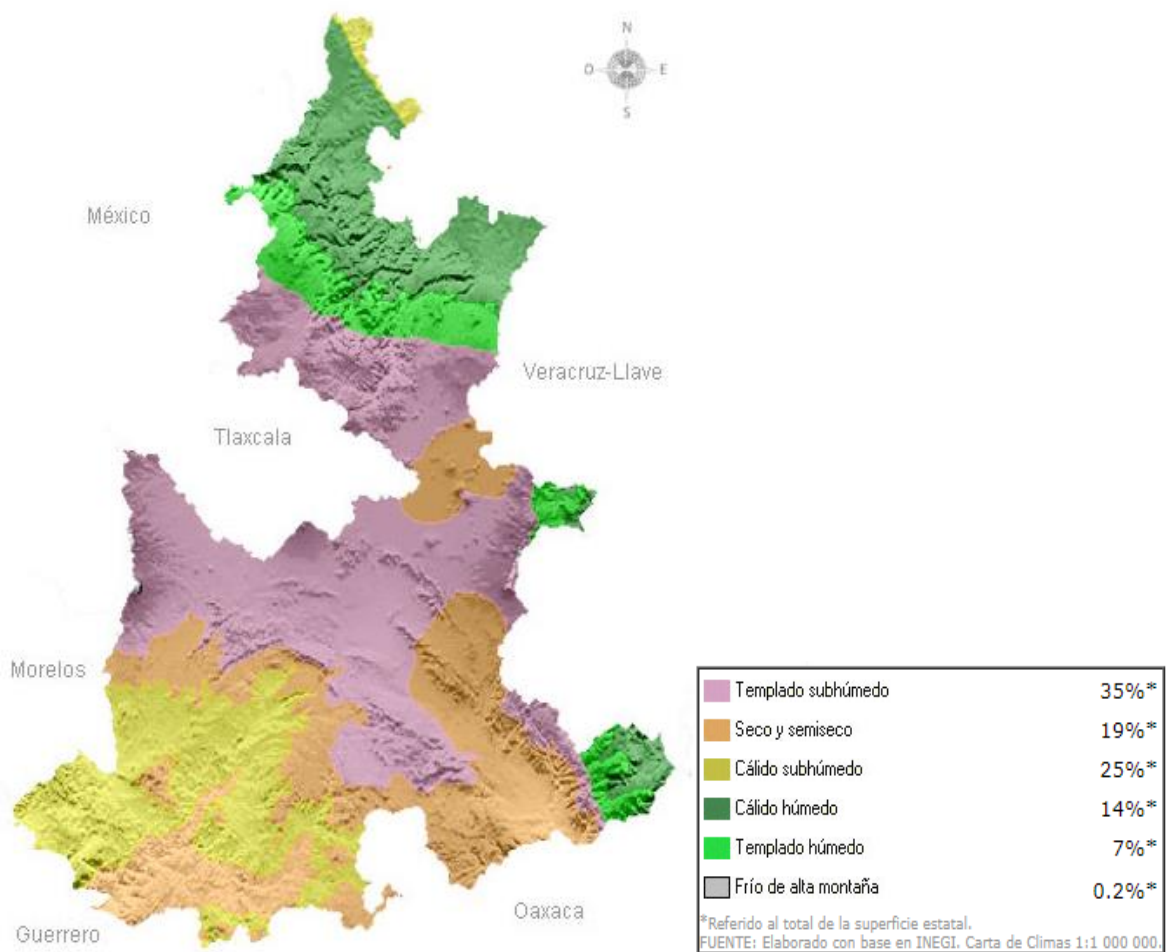 N
O E
S
México
Veracruz-Llave
Tlaxcala
Morelos
Oaxaca
Guerrero
Templado subhúmedo 35%*
Seco y semiseco 19%*
Cálido subhúmedo 25%*
Cálido húmedo 14%*
Templado húmedo 7%*
Frío de alta montaña 0.2%*
*Referido al total de la superficie estatal.
FUENTE: Elaborado con base en INEGI. Carta de Climas 1:1 000 000.